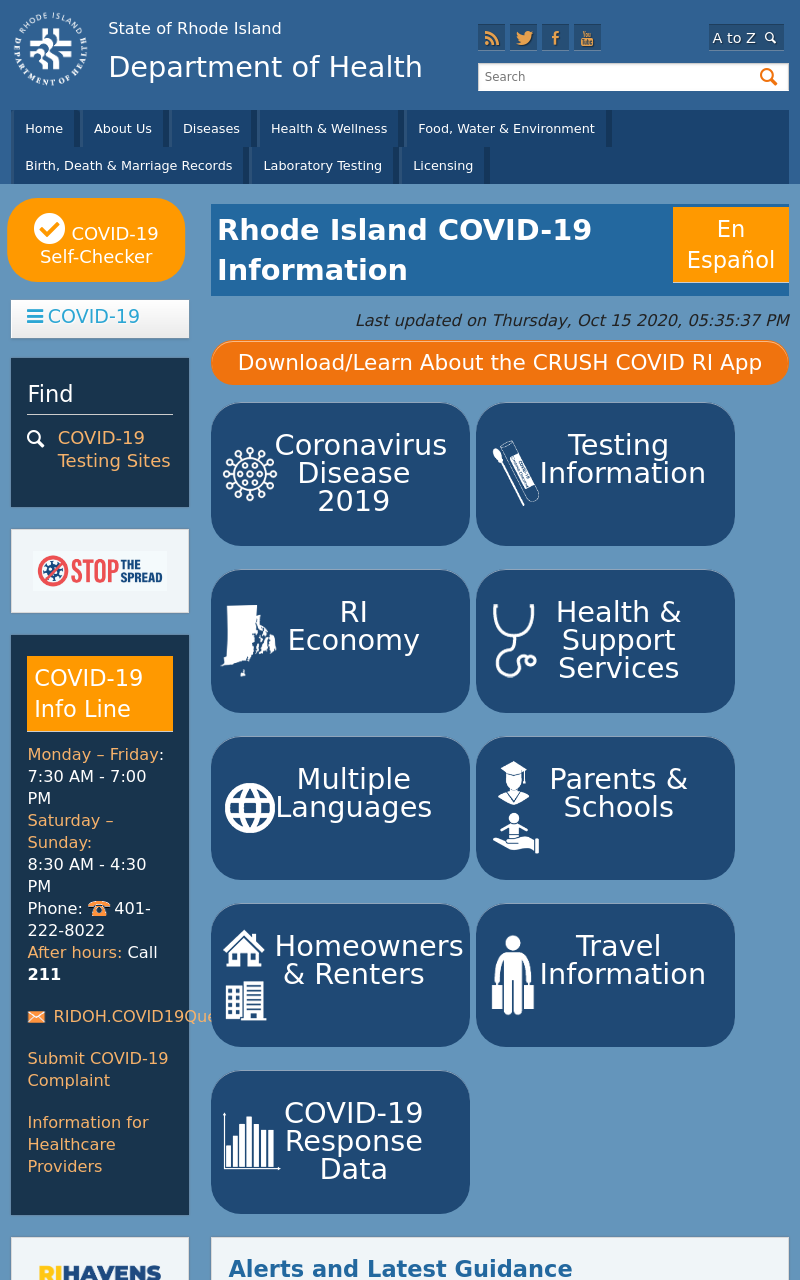 RHODE ISLAND
DEPARTMENT OF HEALTH
State of Rhode Island
Department of Health
You
Tube
A to Z
Search
Home
About Us
Diseases
Health & Wellness
Food, Water & Environment
Birth, Death & Marriage Records
Laboratory Testing
Licensing
COVID-19
Self-Checker
COVID-19
Find
COVID-19
Testing Sites
STOP THE
SPREAD
COVID-19
Info Line
Monday – Friday:
7:30 AM - 7:00
PM
Saturday –
Sunday:
8:30 AM - 4:30
PM
Phone: 401-
222-8022
After hours: Call
211
RIDOH.COVID19Que
Submit COVID-19
Complaint
Information for
Healthcare
Providers
RIHAVENS
Rhode Island COVID-19
Information
En
Español
Last updated on Thursday, Oct 15 2020, 05:35:37 PM
Download/Learn About the CRUSH COVID RI App
Coronavirus
Disease
2019
Testing
Information
RI
Economy
Health &
Support
Services
Multiple
Languages
Parents &
Schools
Homeowners
& Renters
Travel
Information
COVID-19
Response
Data
Alerts and Latest Guidance